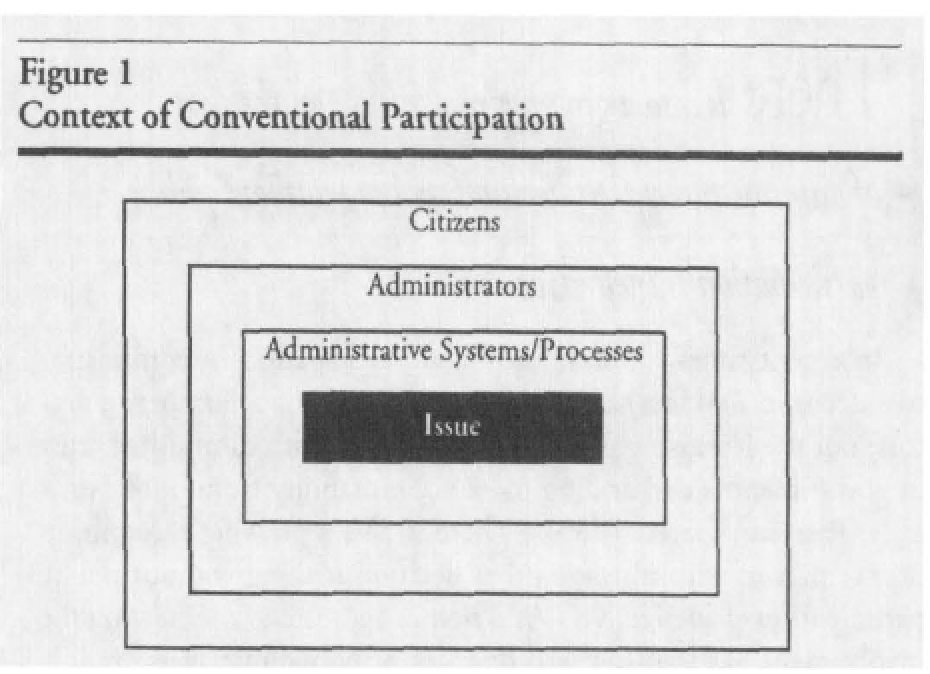 Figure 1
Context of Conventional Participation
Citizens
Administrators
Administrative Systems/Processes
Issue